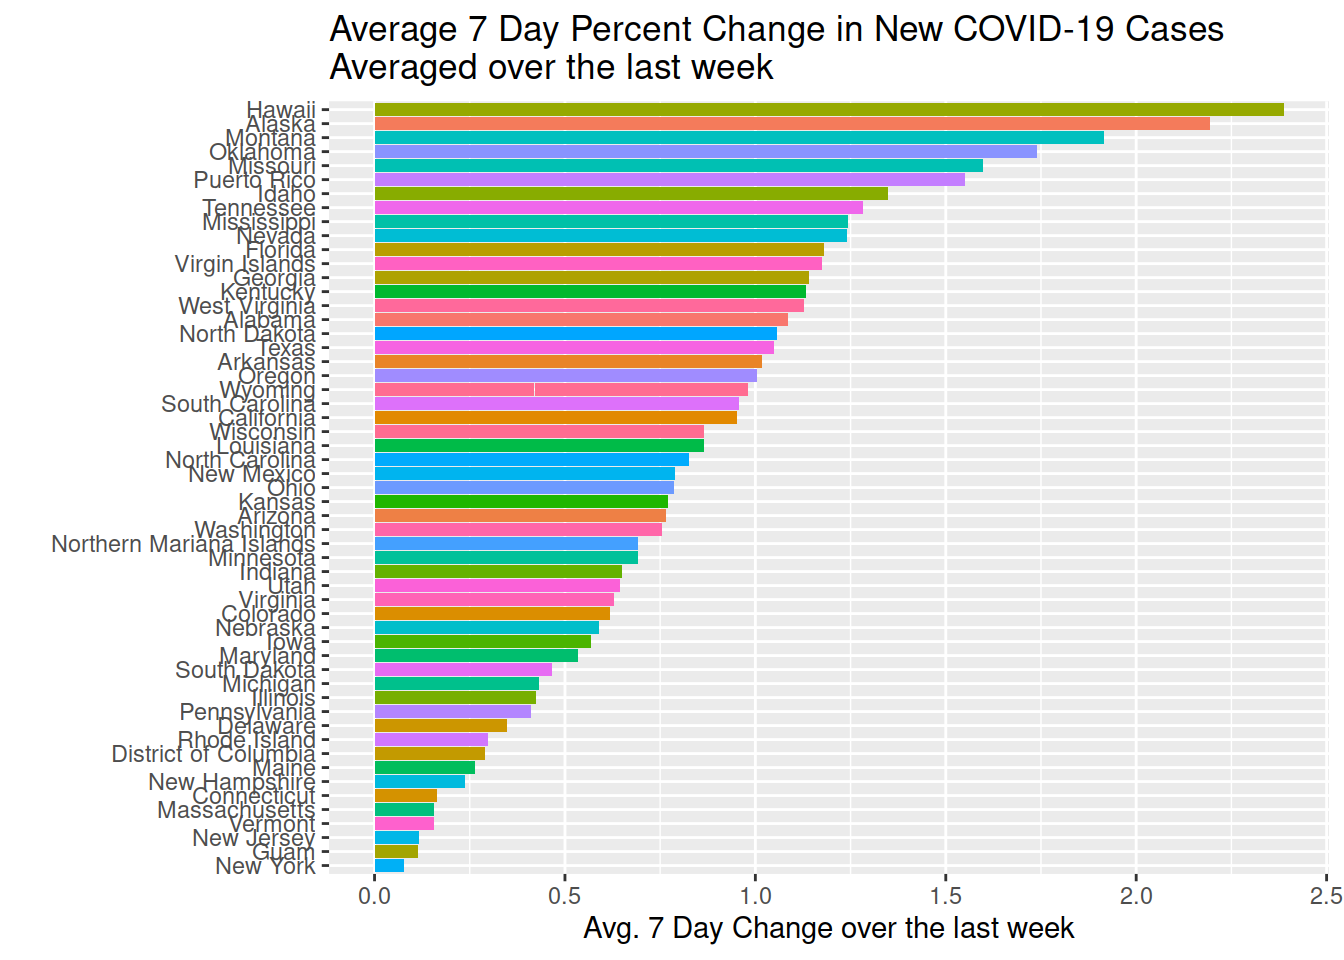 Average 7 Day Percent Change in New COVID-19 Cases
Averaged over the last week
Hawaii
Alaska
Montana
Oklahoma
Missouri
Puerto Rico
Idaho
Tennessee
Mississippi
Nevada
Florida
Virgin Islands
Georgia
Kentucky
West Virginia
Alabama
North Dakota
Texas
Arkansas
Oregon
Wyoming
South Carolina
California
Wisconsin
Louisiana
North Carolina
New Mexico
Ohio
Kansas
Arizona
Washington
Northern Mariana Islands
Minnesota
Indiana
Utah
Virginia
Colorado
Nebraska
Iowa
Maryland
South Dakota
Michigan
Illinois
Pennsylvania
Delaware
Rhode Island
District of Columbia
Maine
New Hampshire
Connecticut
Massachusetts
Vermont
New Jersey
Guam
New York
0.0 0.5 1.0 1.5 2.0 2.5
Avg. 7 Day Change over the last week